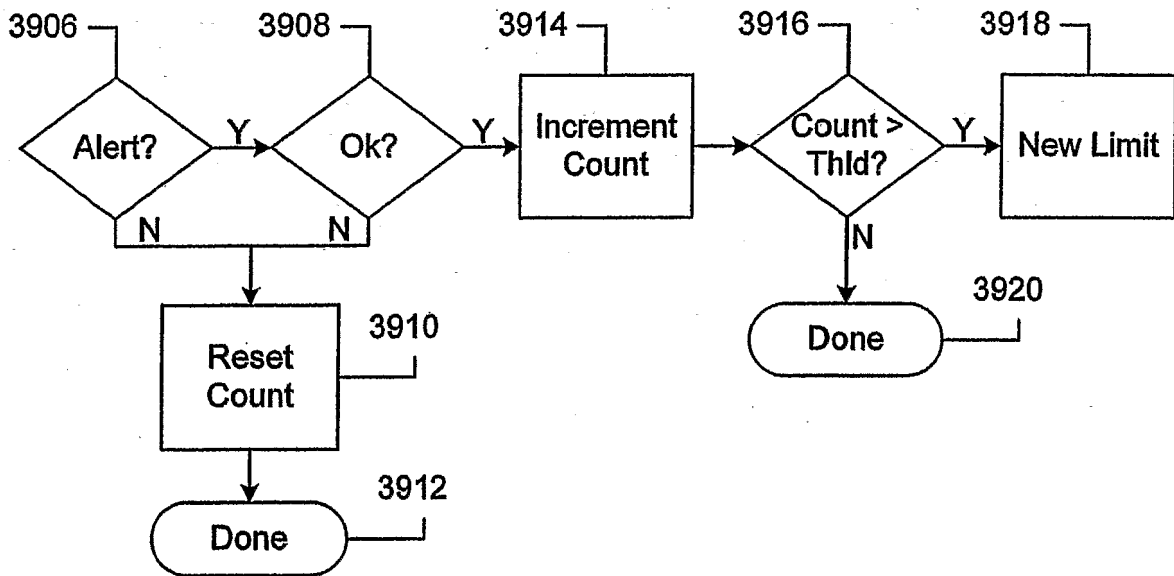 3906
3908
3914
3916
3918
Alert?
Y
Ok?
Y
Increment
Count
Count >
Thld?
Y
New Limit
N
N
N
Reset
Count
3910
Done
3920
Done
3912